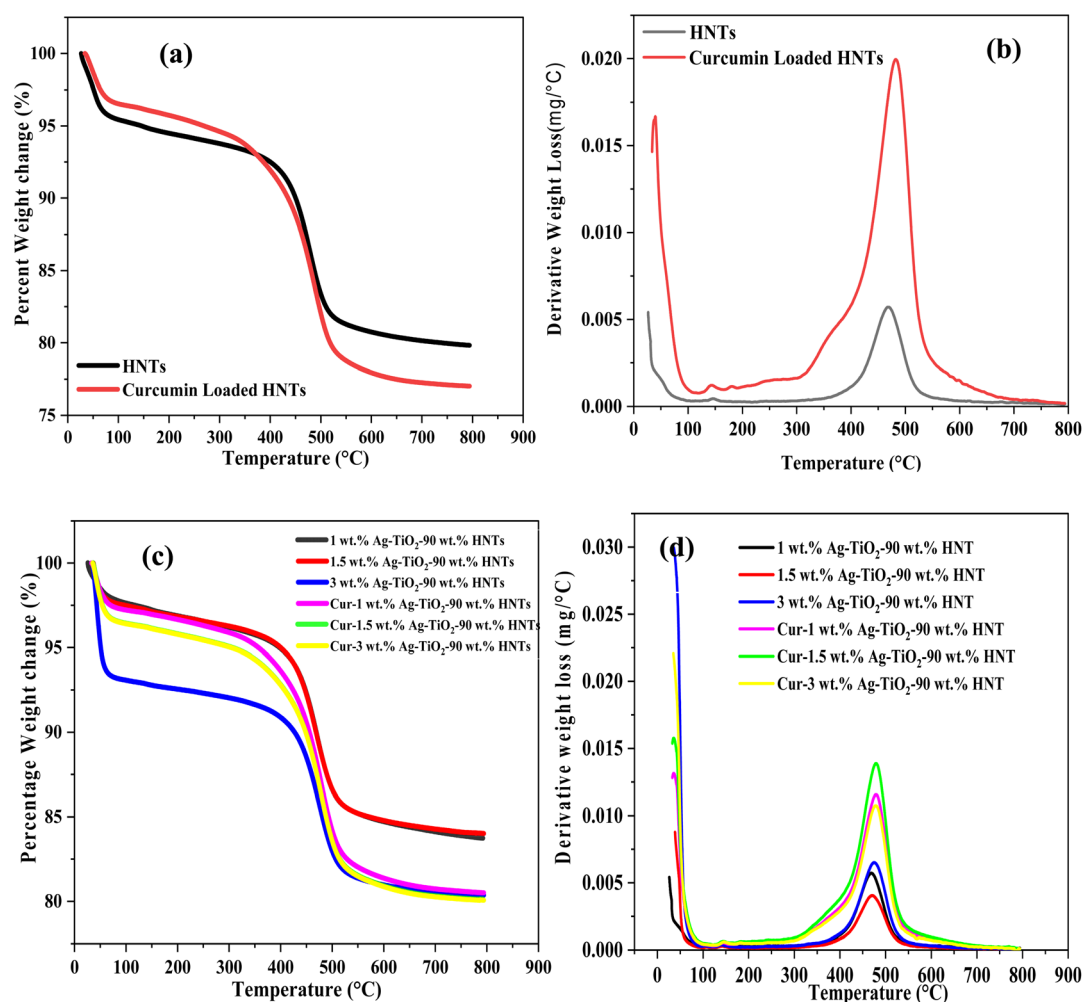 (a)
100
95
90
85
80
75
Percent Weight change (%)
HNTs
Curcumin Loaded HNTs
0 100 200 300 400 500 600 700 800 900
Temperature (°C)
(b)
HNTs
Curcumin Loaded HNTs
0.020
0.015
0.010
0.005
0.000
Derivative Weight Loss(mg/°C)
0 100 200 300 400 500 600 700 800
Temperature (°C)
(c)
100
95
90
85
80
Percentage Weight change (%)
1 wt.% Ag-TiO₂-90 wt.% HNTs
1.5 wt.% Ag-TiO₂-90 wt.% HNTs
3 wt.% Ag-TiO₂-90 wt.% HNTs
Cur-1 wt.% Ag-TiO₂-90 wt.% HNTs
Cur-1.5 wt.% Ag-TiO₂-90 wt.% HNTs
Cur-3 wt.% Ag-TiO₂-90 wt.% HNTs
0 100 200 300 400 500 600 700 800 900
Temperature (°C)
(d)
0.030
0.025
0.020
0.015
0.010
0.005
0.000
Derivative weight loss (mg/°C)
1 wt.% Ag-TiO₂-90 wt.% HNT
1.5 wt.% Ag-TiO₂-90 wt.% HNT
3 wt.% Ag-TiO₂-90 wt.% HNT
Cur-1 wt.% Ag-TiO₂-90 wt.% HNT
Cur-1.5 wt.% Ag-TiO₂-90 wt.% HNT
Cur-3 wt.% Ag-TiO₂-90 wt.% HNT
0 100 200 300 400 500 600 700 800 900
Temperature (°C)